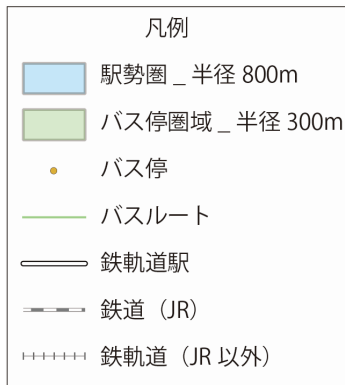 凡例
駅勢圏 _ 半径 800m
バス停圏域 _ 半径 300m
バス停
バスルート
鉄軌道駅
鉄道（JR）
鉄軌道（JR 以外）